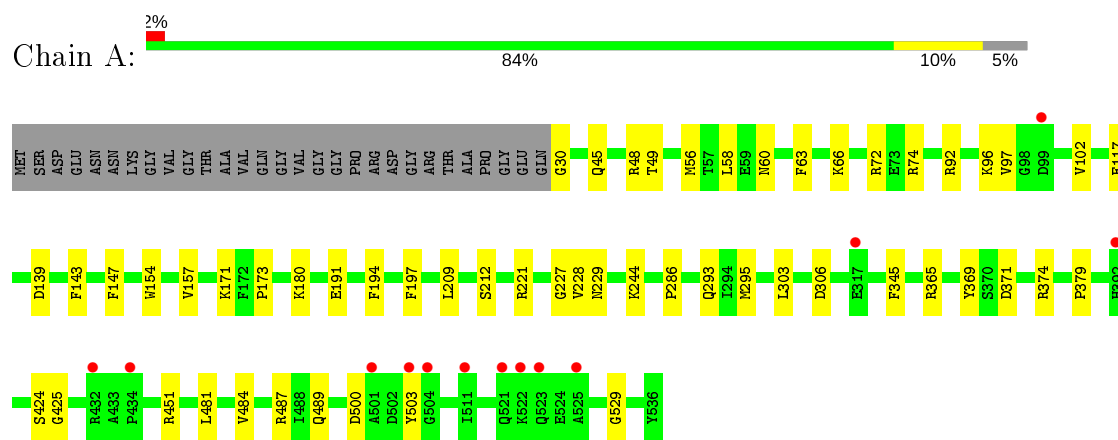 2%
Chain A:
84% 10% 5%
MET SER ASP GLU ASN ASN LYS GLY VAL GLY THR ALA VAL GLN GLY VAL GLY GLY PRO ARG ASP GLY ARG THR ALA PRO GLY GLU GLN G30 Q45 R48 T49 M56 T57 L58 E59 N60 F63 K66 R72 E73 R74 R92 K96 V97 G98 D99 V102
D139 F143 F147 W154 V157 K171 F172 P173 K180 E191 F194 F197 L209 S212 R221 G227 V228 N229 K244 P286 Q293 I294 M295 L303 D306 E317 F345 R365 Y369 S370 D371 R374 P379
S424 G425 R432 A433 P434 R451 L481 V484 R487 I488 Q489 D500 A501 D502 Y503 G504 I511 Q521 K522 Q523 E524 A525 G529 Y536